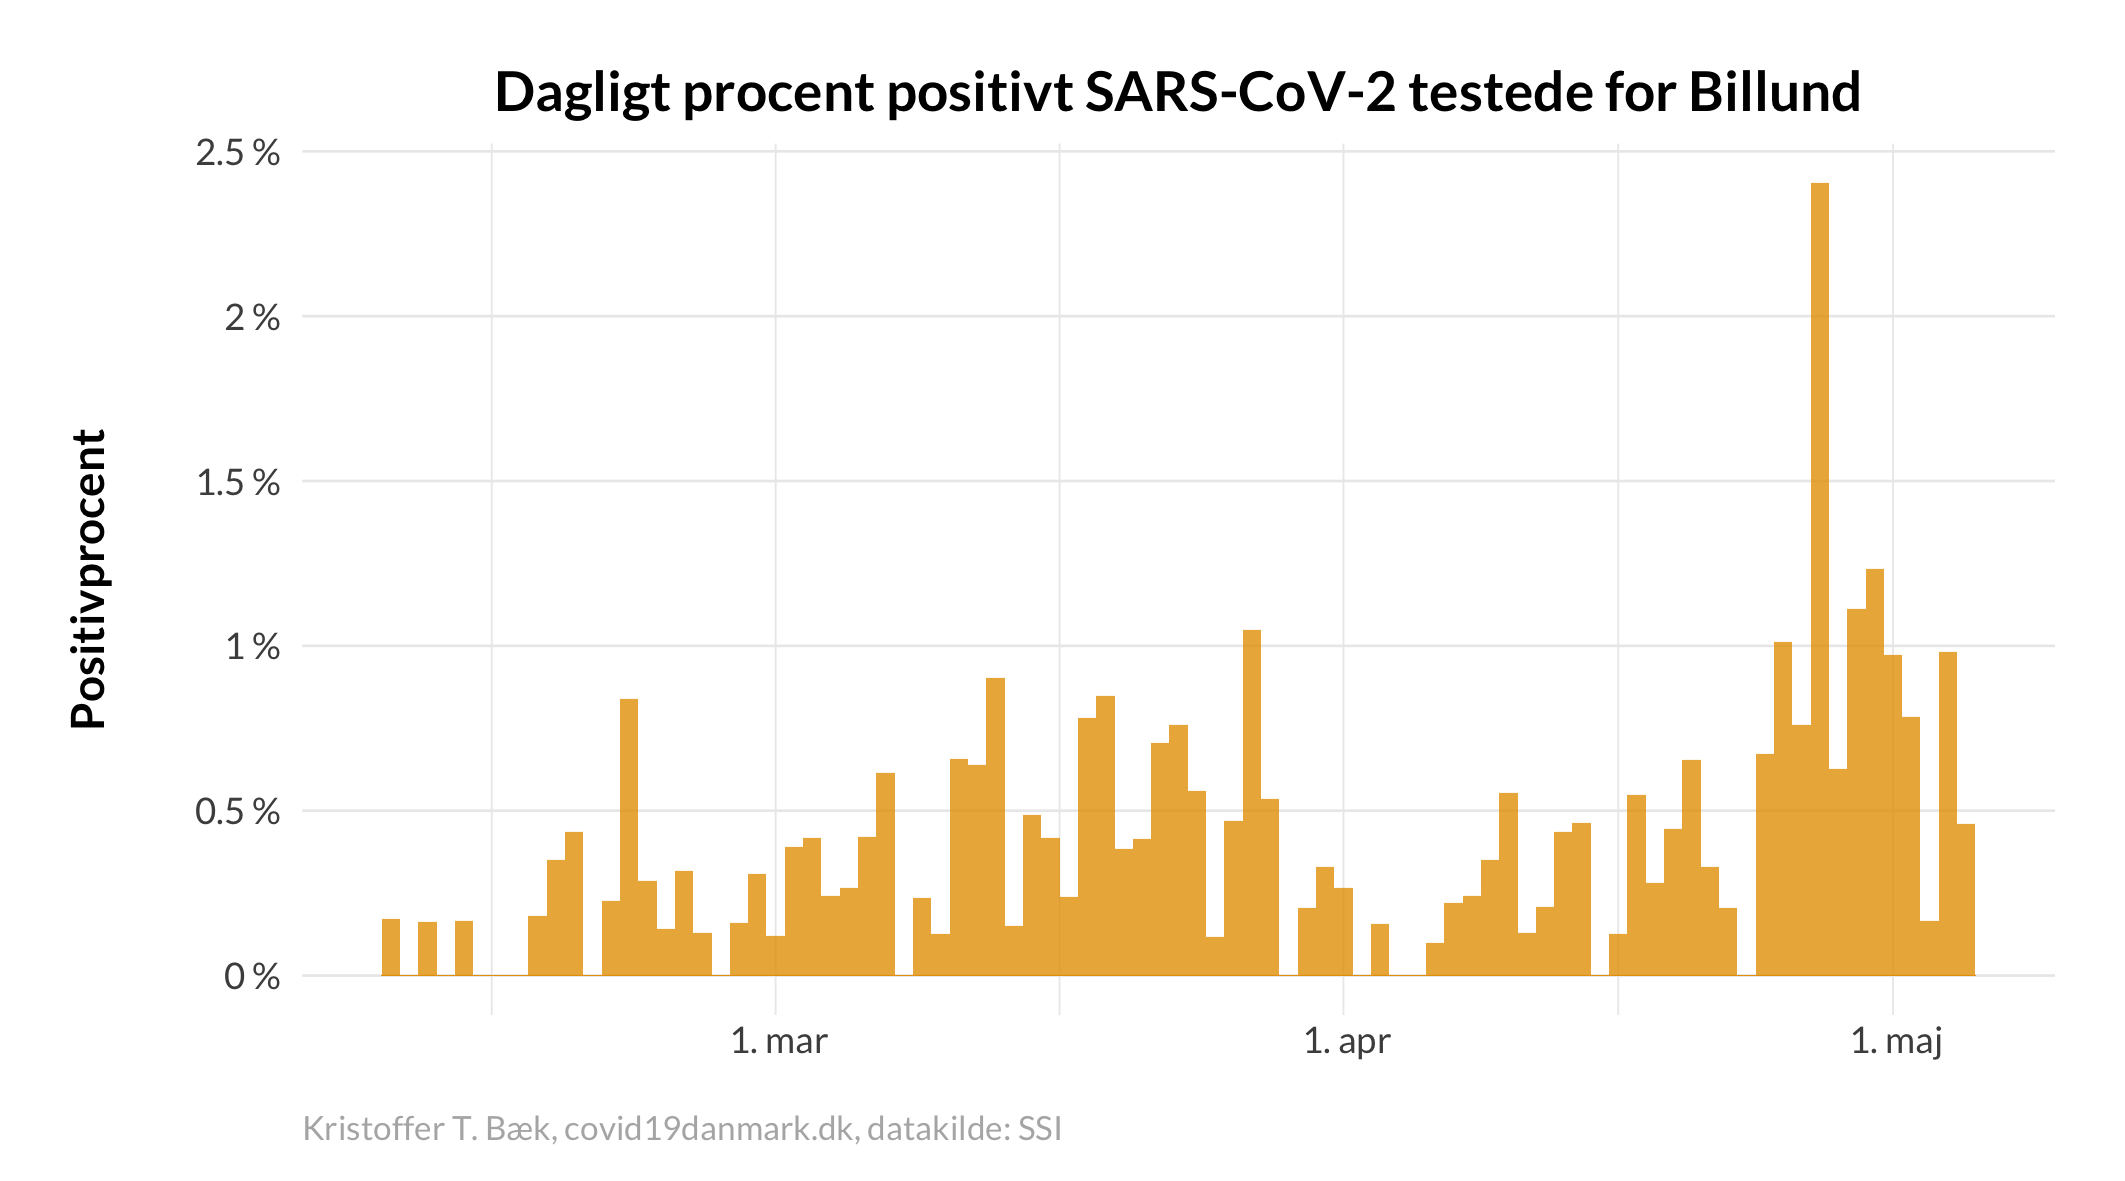 Dagligt procent positivt SARS-CoV-2 testede for Billund
Positivprocent
2.5 %
2 %
1.5 %
1 %
0.5 %
0 %
1. mar
1. apr
1. maj
Kristoffer T. Bæk, covid19danmark.dk, datakilde: SSI